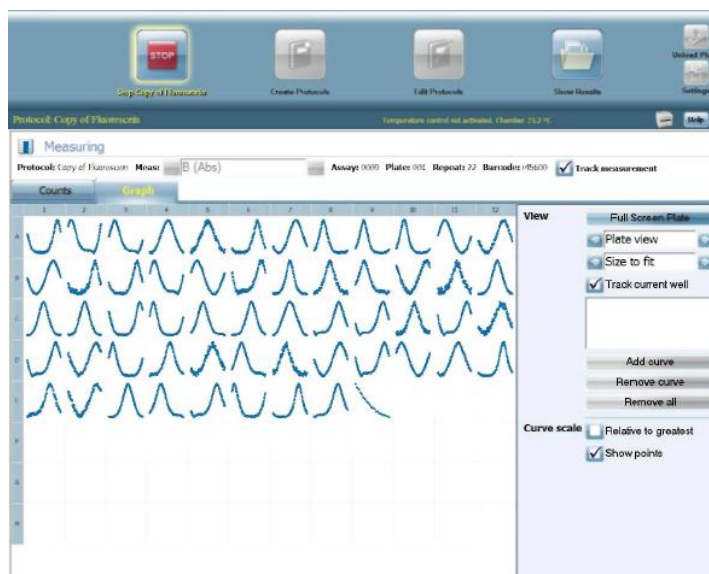 STOP
Stop Copy of Fluorescein
Create Protocols
Edit Protocols
Show Results
Settings
Protocol: Copy of Fluorescein
Temperature control not activated, Chamber 23,2 °C
Help
Measuring
Protocol: Copy of Fluorescein Meas: B (Abs) Assay: 0009 Plate: 001 Repeat: 22 Track measurement
Counts Graph
1 2 3 4 5 6 7 8 9 10 11 12
A
B
C
D
E
F
G
H
View
Full Screen Plate
Plate view
Size to fit
Track current well
Add curve
Remove curve
Remove all
Curve scale
Relative to greatest
Show points